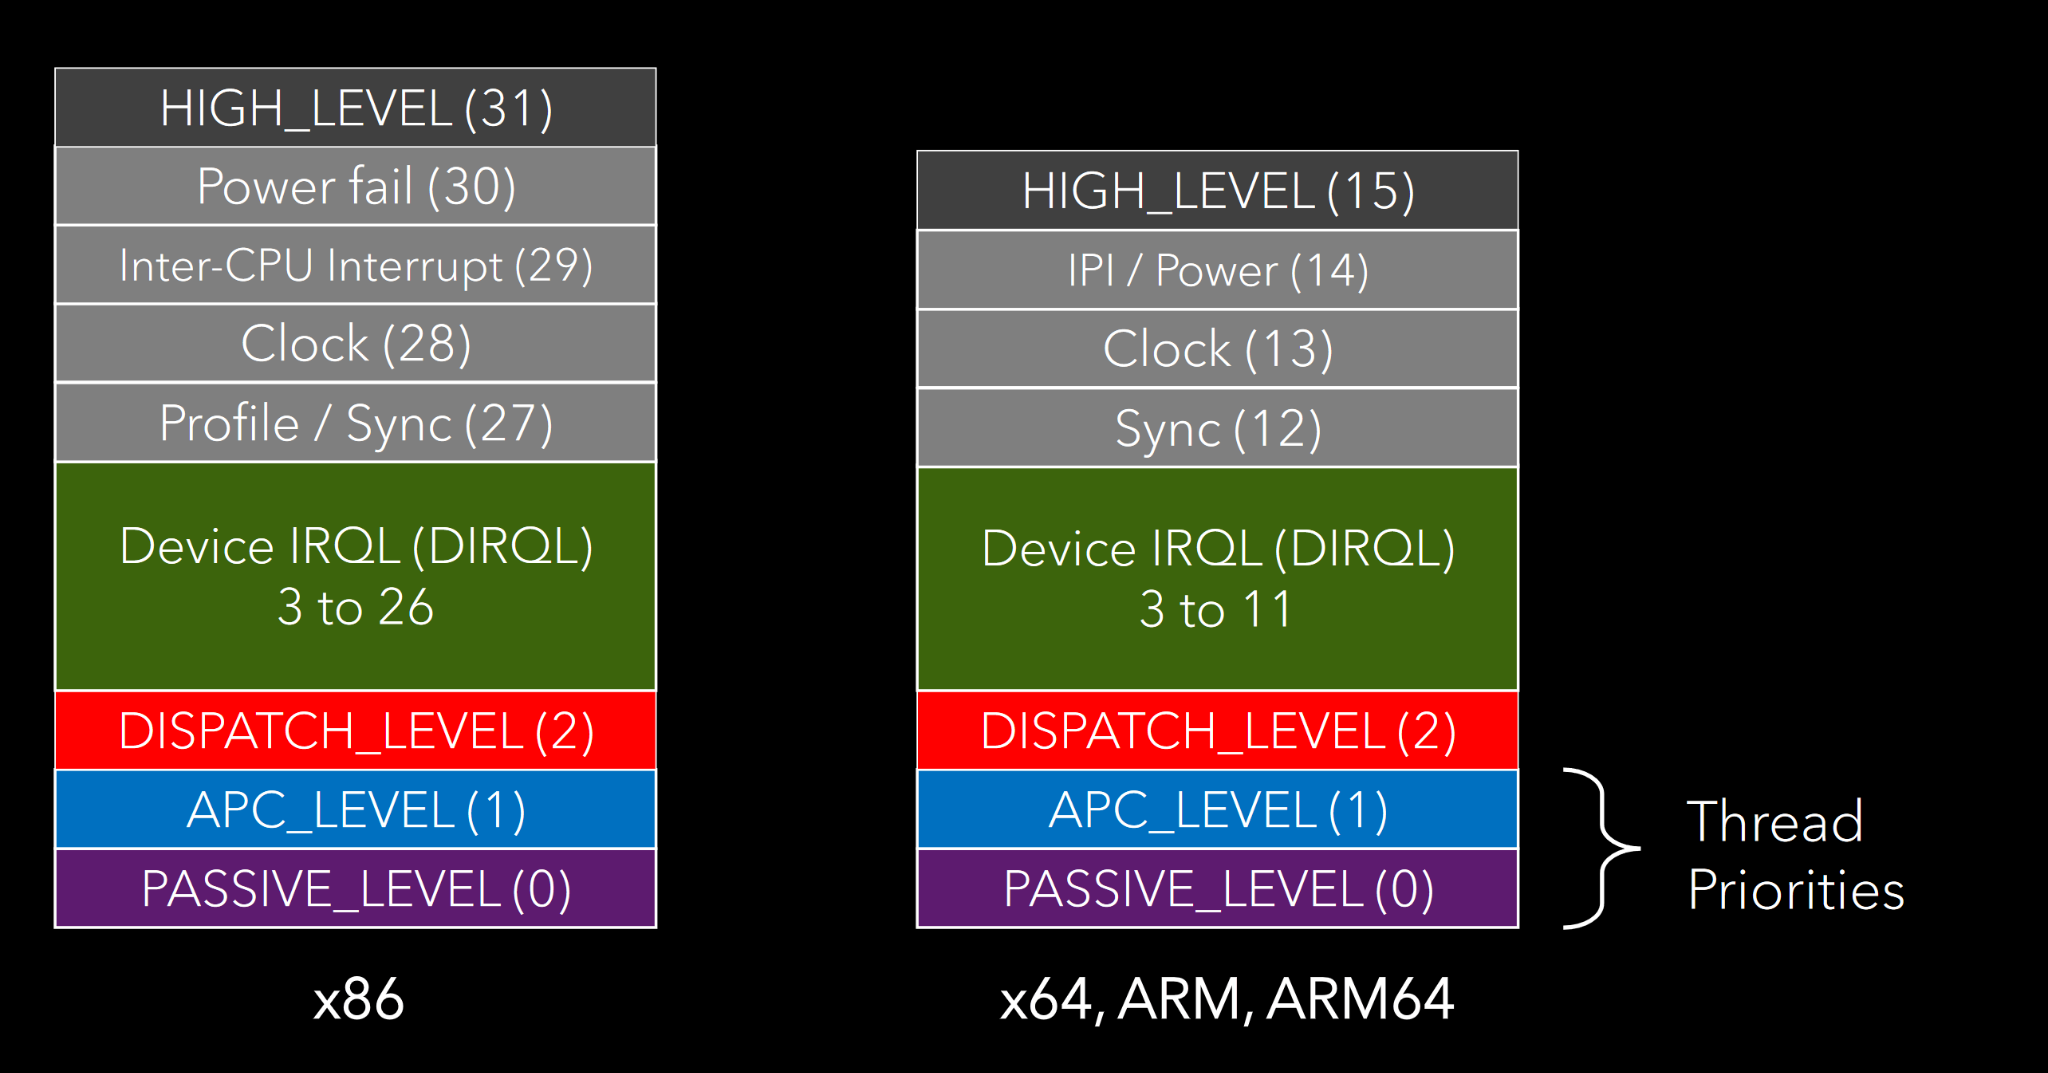 HIGH_LEVEL (31)
Power fail (30)
Inter-CPU Interrupt (29)
Clock (28)
Profile / Sync (27)
Device IRQL (DIRQL)
3 to 26
DISPATCH_LEVEL (2)
APC_LEVEL (1)
PASSIVE_LEVEL (0)
x86
HIGH_LEVEL (15)
IPI / Power (14)
Clock (13)
Sync (12)
Device IRQL (DIRQL)
3 to 11
DISPATCH_LEVEL (2)
APC_LEVEL (1)
PASSIVE_LEVEL (0)
x64, ARM, ARM64
Thread
Priorities